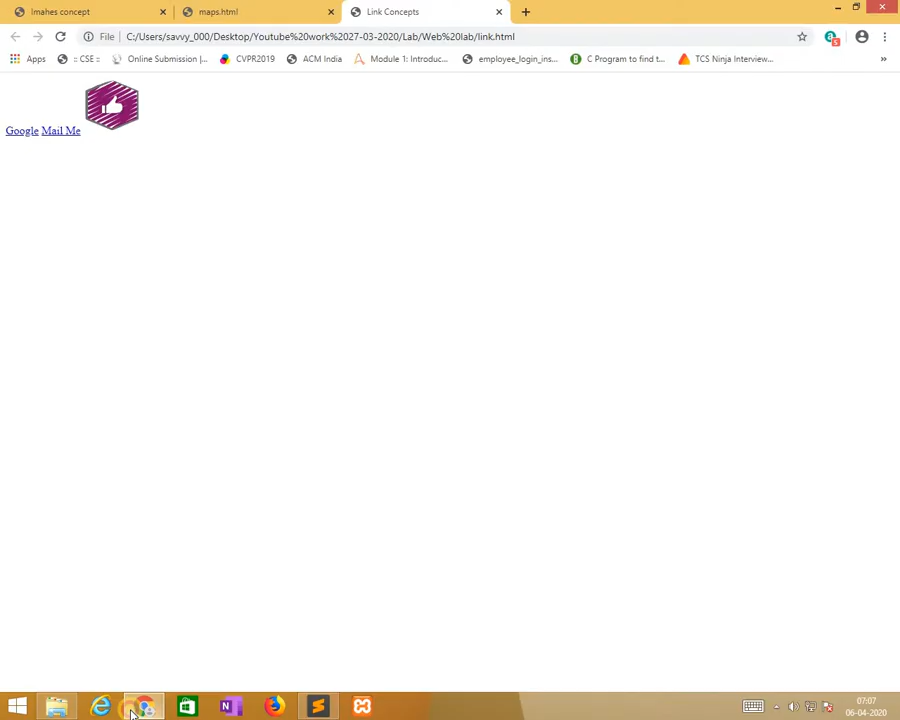 Imahes concept
maps.html
Link Concepts
File C:/Users/savvy_000/Desktop/Youtube%20work%2027-03-2020/Lab/Web%20lab/link.html
Apps :: CSE :: Online Submission |... CVPR2019 ACM India Module 1: Introduc... employee_login_ins... C Program to find t... TCS Ninja Interview... »
Google Mail Me
07:07
06-04-2020